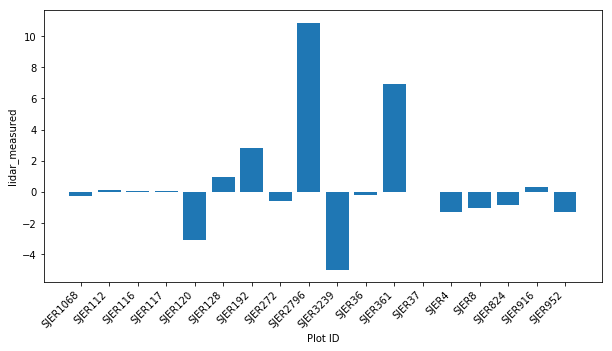 10
8
6
4
2
0
−2
−4
lidar_measured
SJER1068
SJER112
SJER116
SJER117
SJER120
SJER128
SJER192
SJER272
SJER2796
SJER3239
SJER36
SJER361
SJER37
SJER4
SJER8
SJER824
SJER916
SJER952
Plot ID